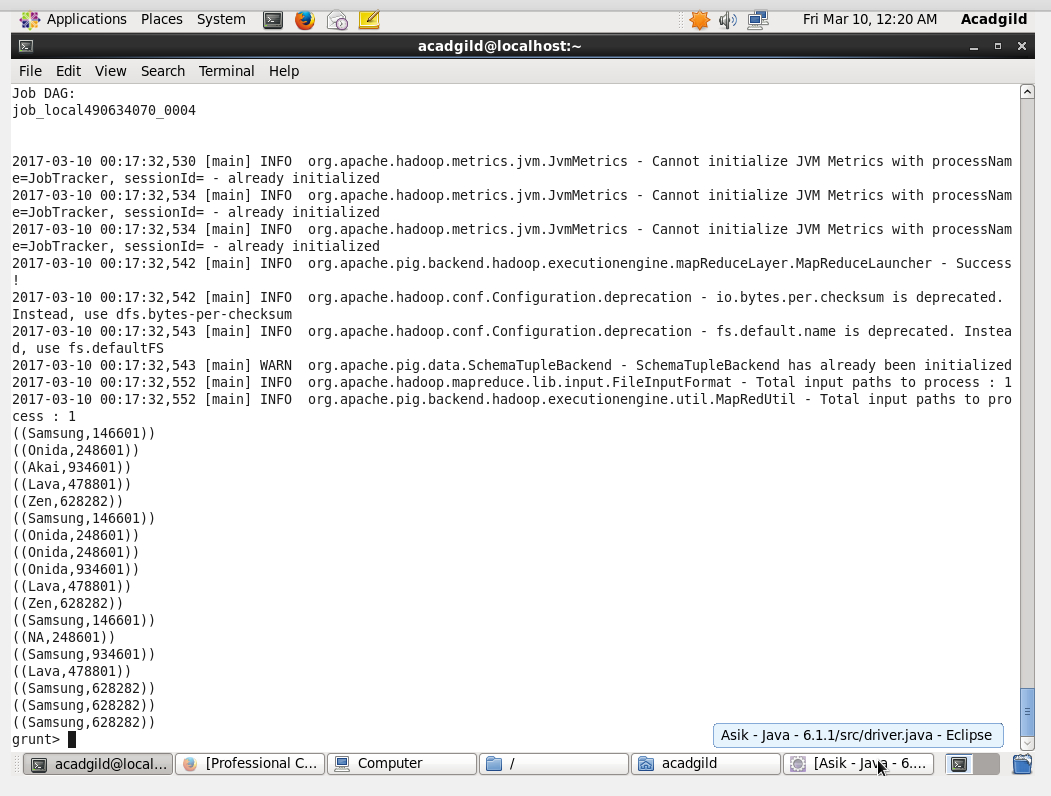 Applications Places System Fri Mar 10, 12:20 AM Acadgild
acadgild@localhost:~
File Edit View Search Terminal Help
Job DAG:
job_local490634070_0004
2017-03-10 00:17:32,530 [main] INFO  org.apache.hadoop.metrics.jvm.JvmMetrics - Cannot initialize JVM Metrics with processNam
e=JobTracker, sessionId= - already initialized
2017-03-10 00:17:32,534 [main] INFO  org.apache.hadoop.metrics.jvm.JvmMetrics - Cannot initialize JVM Metrics with processNam
e=JobTracker, sessionId= - already initialized
2017-03-10 00:17:32,534 [main] INFO  org.apache.hadoop.metrics.jvm.JvmMetrics - Cannot initialize JVM Metrics with processNam
e=JobTracker, sessionId= - already initialized
2017-03-10 00:17:32,542 [main] INFO  org.apache.pig.backend.hadoop.executionengine.mapReduceLayer.MapReduceLauncher - Success
!
2017-03-10 00:17:32,542 [main] INFO  org.apache.hadoop.conf.Configuration.deprecation - io.bytes.per.checksum is deprecated.
Instead, use dfs.bytes-per-checksum
2017-03-10 00:17:32,543 [main] INFO  org.apache.hadoop.conf.Configuration.deprecation - fs.default.name is deprecated. Instea
d, use fs.defaultFS
2017-03-10 00:17:32,543 [main] WARN  org.apache.pig.data.SchemaTupleBackend - SchemaTupleBackend has already been initialized
2017-03-10 00:17:32,552 [main] INFO  org.apache.hadoop.mapreduce.lib.input.FileInputFormat - Total input paths to process : 1
2017-03-10 00:17:32,552 [main] INFO  org.apache.pig.backend.hadoop.executionengine.util.MapRedUtil - Total input paths to pro
cess : 1
((Samsung,146601))
((Onida,248601))
((Akai,934601))
((Lava,478801))
((Zen,628282))
((Samsung,146601))
((Onida,248601))
((Onida,248601))
((Onida,934601))
((Lava,478801))
((Zen,628282))
((Samsung,146601))
((NA,248601))
((Samsung,934601))
((Lava,478801))
((Samsung,628282))
((Samsung,628282))
((Samsung,628282))
grunt>
Asik - Java - 6.1.1/src/driver.java - Eclipse
acadgild@local... [Professional C... Computer / acadgild [Asik - Java - 6....